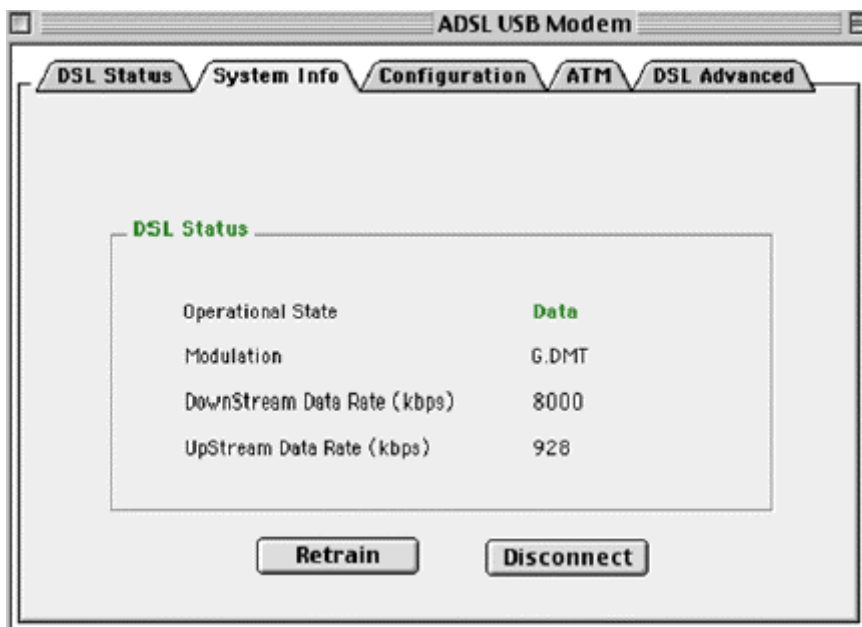 ADSL USB Modem
DSL Status System Info Configuration ATM DSL Advanced
DSL Status
Operational State Data
Modulation G.DMT
DownStream Data Rate (kbps) 8000
UpStream Data Rate (kbps) 928
Retrain Disconnect